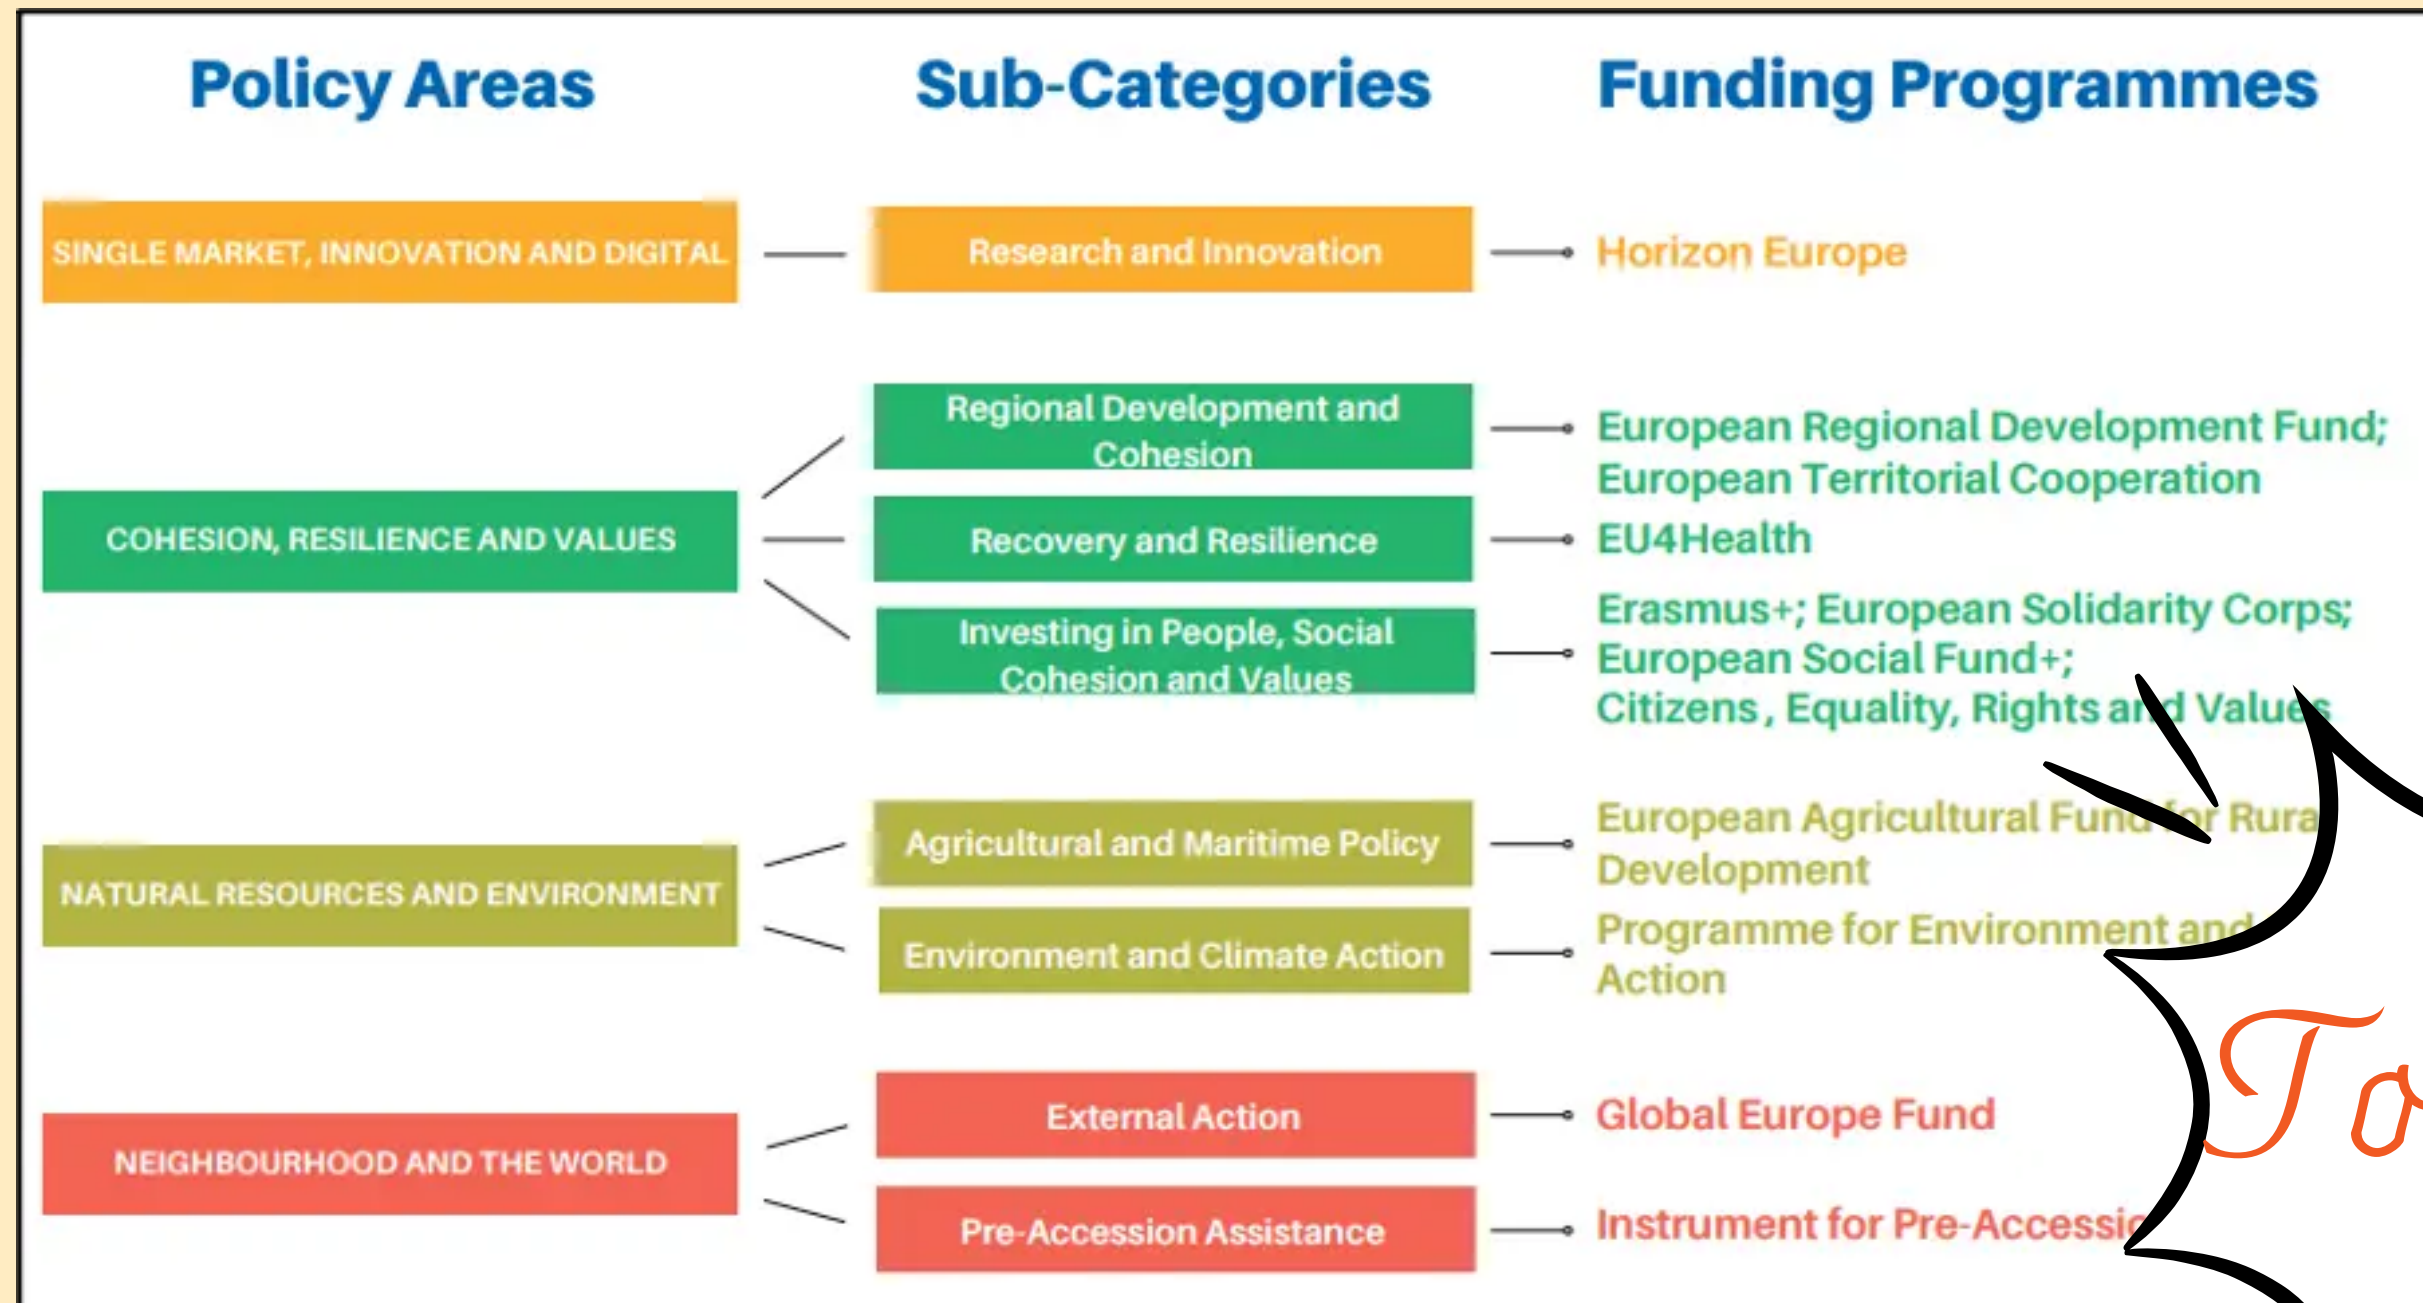 Policy Areas
Sub-Categories
Funding Programmes
SINGLE MARKET, INNOVATION AND DIGITAL
Research and Innovation
Horizon Europe
COHESION, RESILIENCE AND VALUES
Regional Development and
Cohesion
European Regional Development Fund;
European Territorial Cooperation
Recovery and Resilience
EU4Health
Investing in People, Social
Cohesion and Values
Erasmus+; European Solidarity Corps;
European Social Fund+;
Citizens, Equality, Rights and Values
NATURAL RESOURCES AND ENVIRONMENT
Agricultural and Maritime Policy
European Agricultural Fund for
Development
Environment and Climate Action
Programme for Environment and
Action
NEIGHBOURHOOD AND THE WORLD
External Action
Global Europe Fund
Pre-Accession Assistance
Instrument for